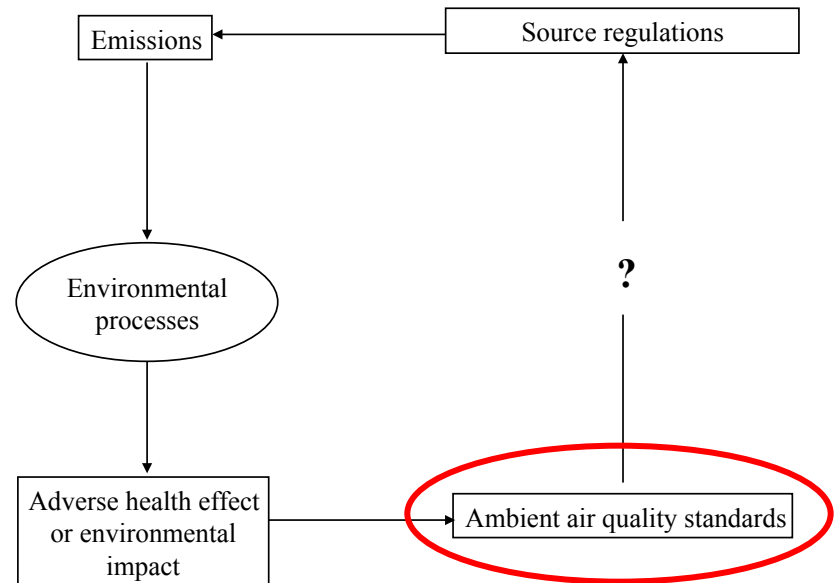 Emissions
Source regulations
Environmental
processes
?
Adverse health effect
or environmental
impact
Ambient air quality standards